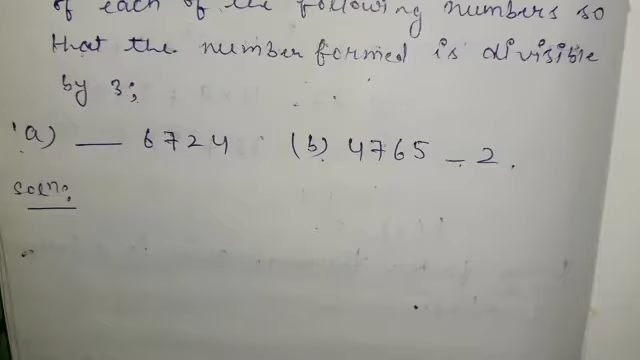 of each of the following numbers so
that the number formed is divisible
by 3;
(a) __ 6724 (b) 4765 _ 2.
soln: